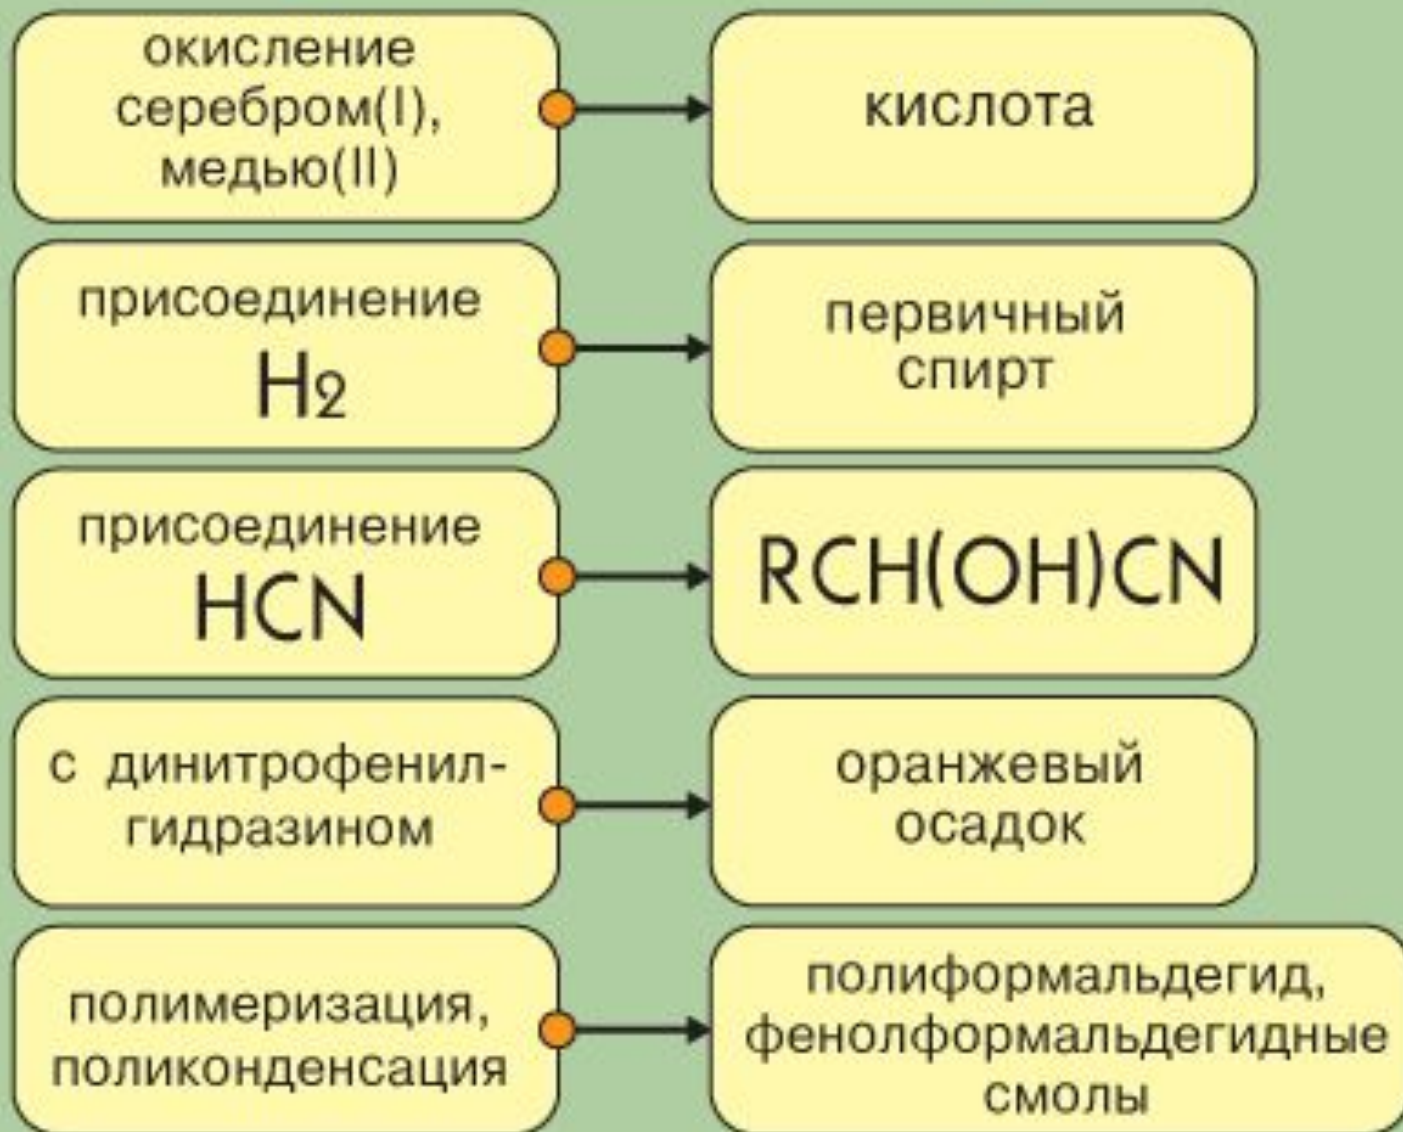 окисление
серебром(I),
медью(II)
кислота
присоединение
H2
первичный
спирт
присоединение
HCN
RCH(OH)CN
с динитрофенил-
гидразином
оранжевый
осадок
полимеризация,
поликонденсация
полиформальдегид,
фенолформальдегидные
смолы